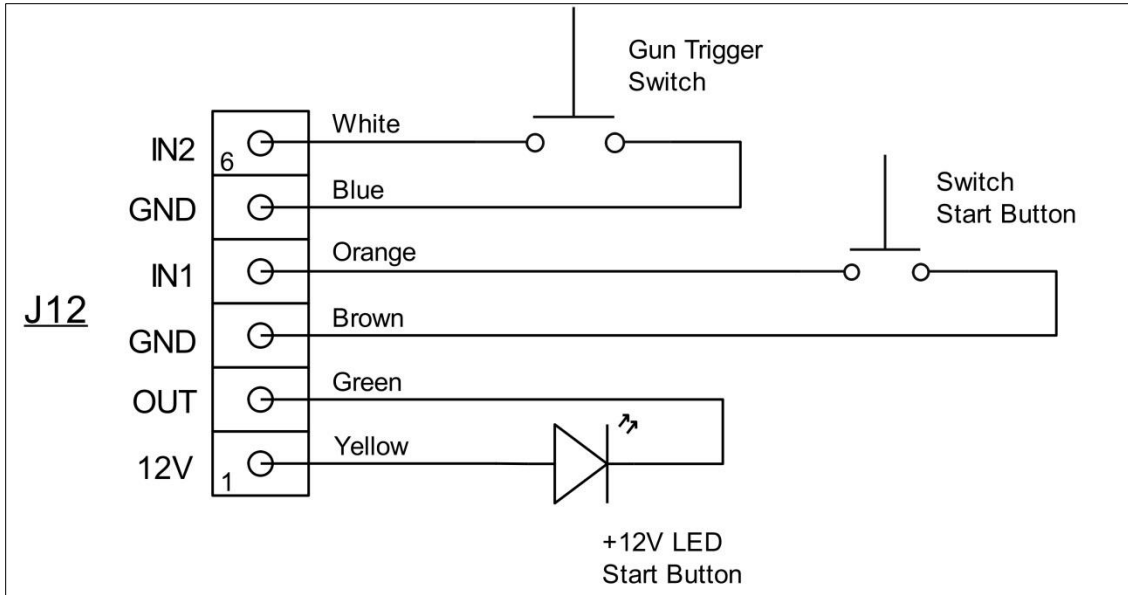 Gun Trigger
Switch
White
IN2
6
Blue
GND
Switch
Start Button
Orange
IN1
J12
Brown
GND
Green
OUT
Yellow
12V
1
+12V LED
Start Button